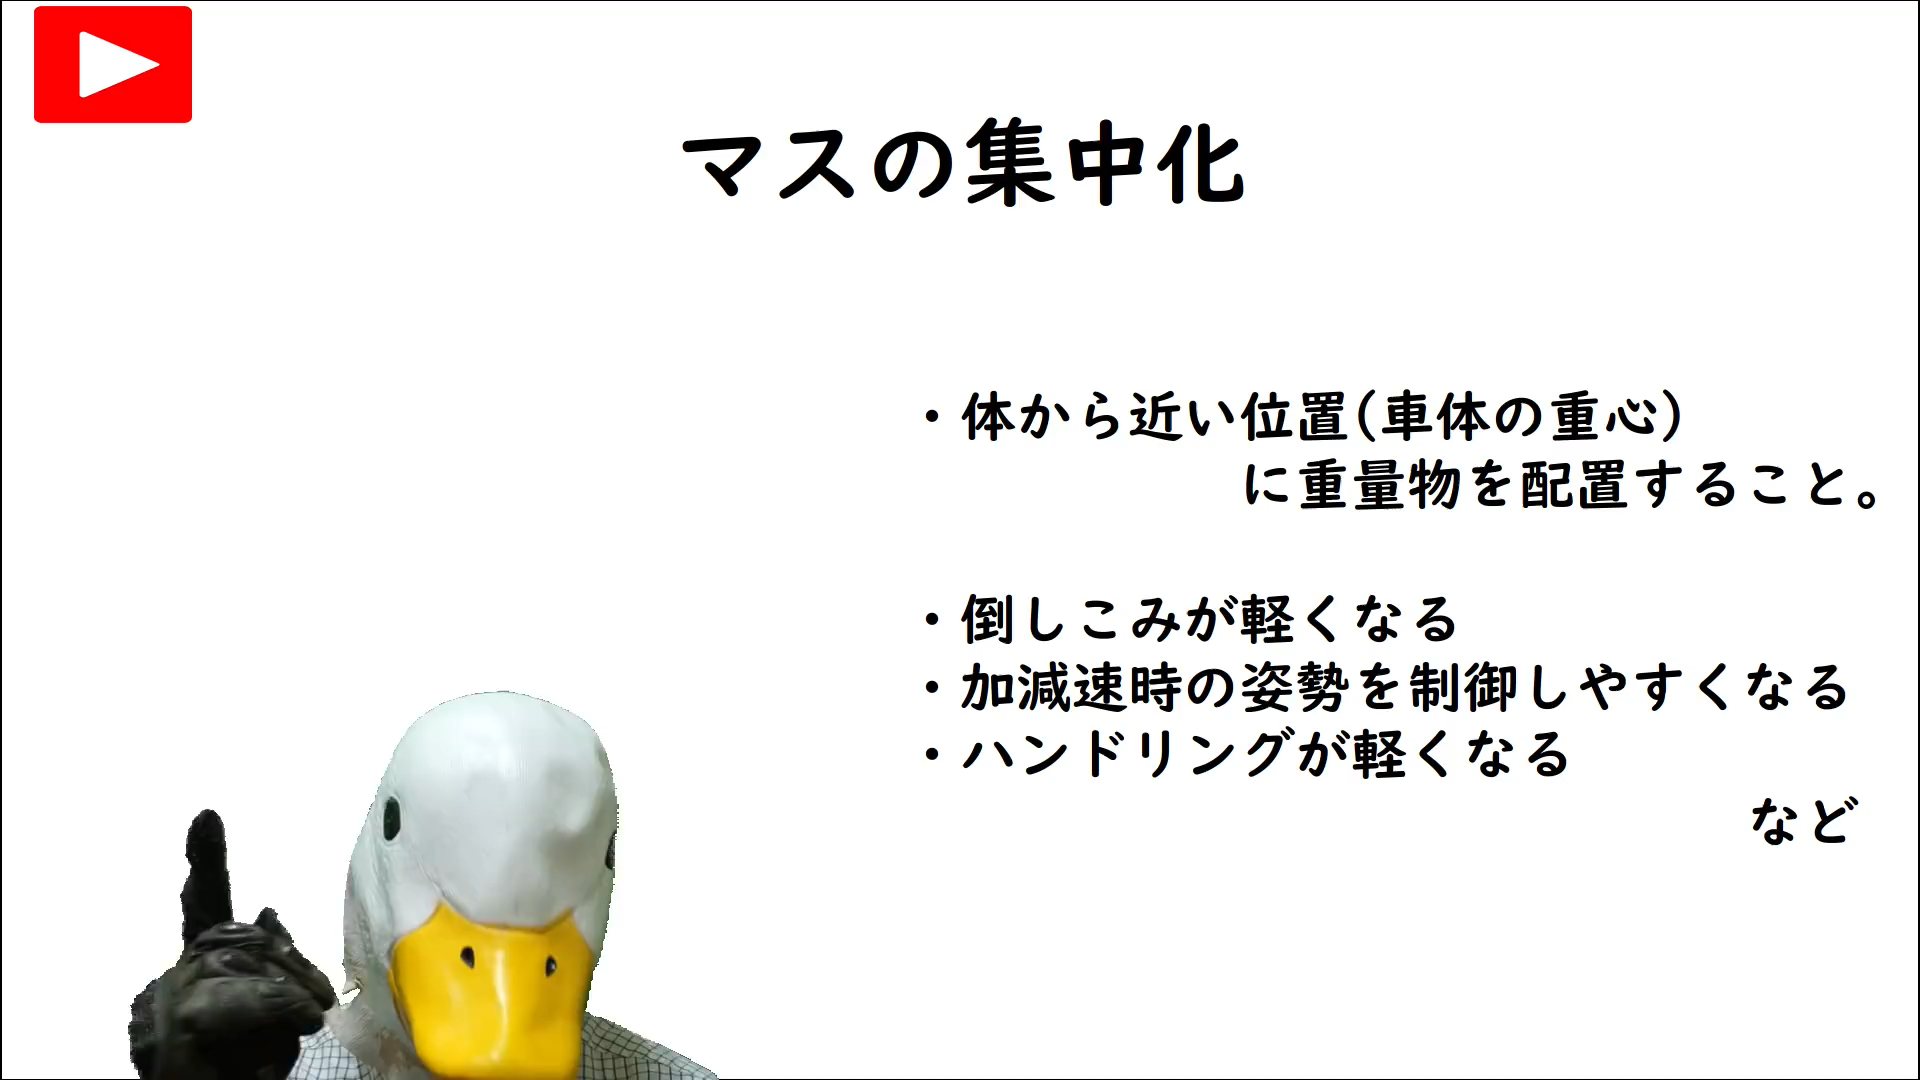 マスの集中化
・体から近い位置(車体の重心)
に重量物を配置すること。
・倒しこみが軽くなる
・加減速時の姿勢を制御しやすくなる
・ハンドリングが軽くなる
など